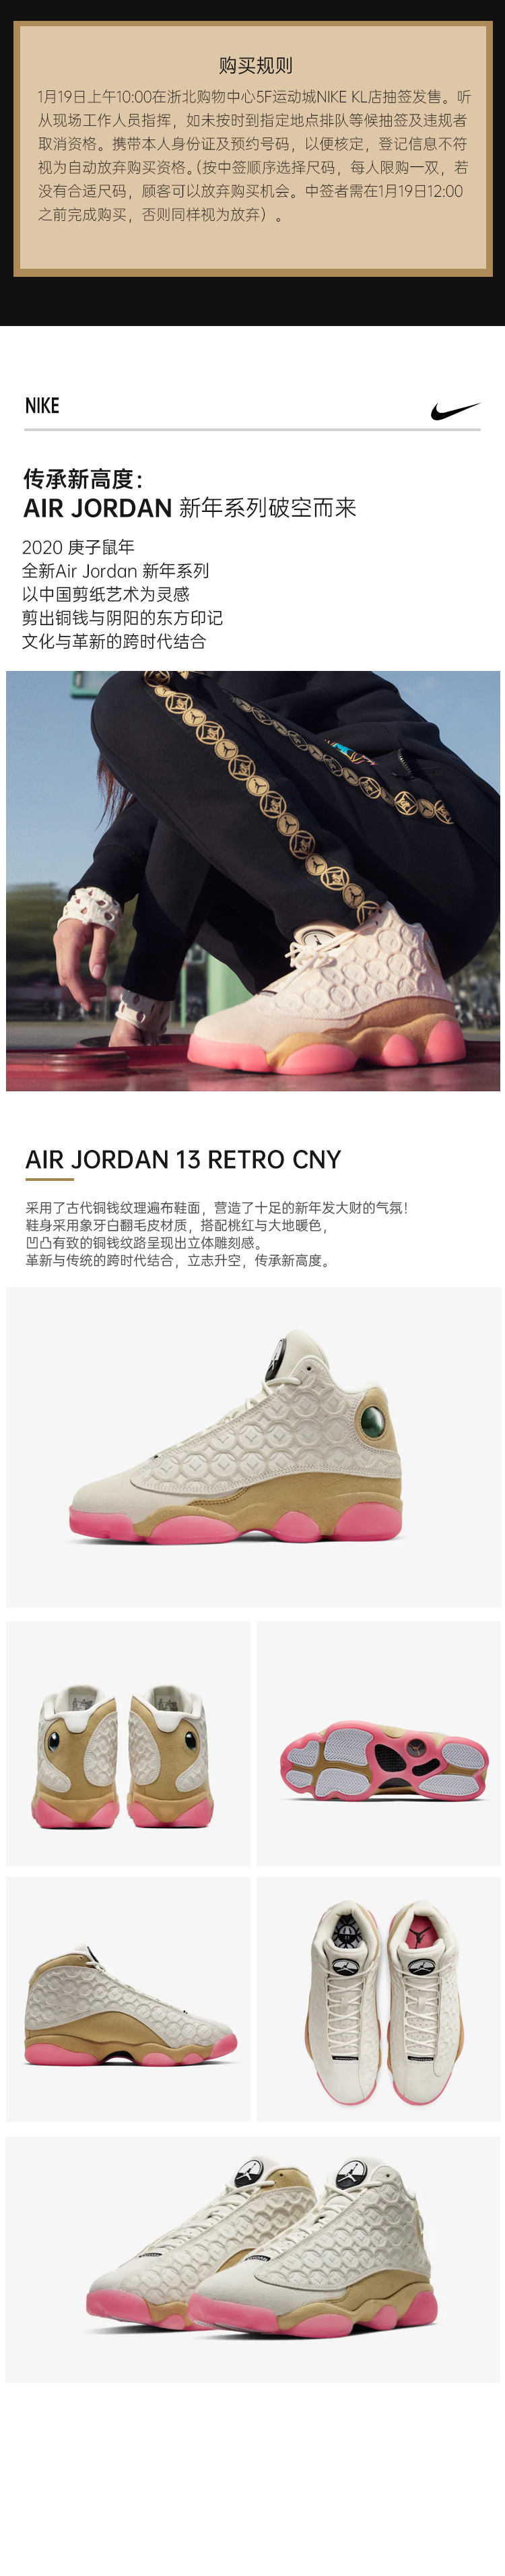 购买规则
1月19日上午10:00在浙北购物中心5F运动城NIKE KL店抽签发售。听
从现场工作人员指挥，如未按时到指定地点排队等候抽签及违规者
取消资格。携带本人身份证及预约号码，以便核定，登记信息不符
视为自动放弃购买资格。（按中签顺序选择尺码，每人限购一双，若
没有合适尺码，顾客可以放弃购买机会。中签者需在1月19日12:00
之前完成购买，否则同样视为放弃）。
NIKE
传承新高度：
AIR JORDAN 新年系列破空而来
2020 庚子鼠年
全新Air Jordan 新年系列
以中国剪纸艺术为灵感
剪出铜钱与阴阳的东方印记
文化与革新的跨时代结合
AIR JORDAN 13 RETRO CNY
采用了古代铜钱纹理遍布鞋面，营造了十足的新年发大财的气氛！
鞋身采用象牙白翻毛皮材质，搭配桃红与大地暖色，
凹凸有致的铜钱纹路呈现出立体雕刻感。
革新与传统的跨时代结合，立志升空，传承新高度。